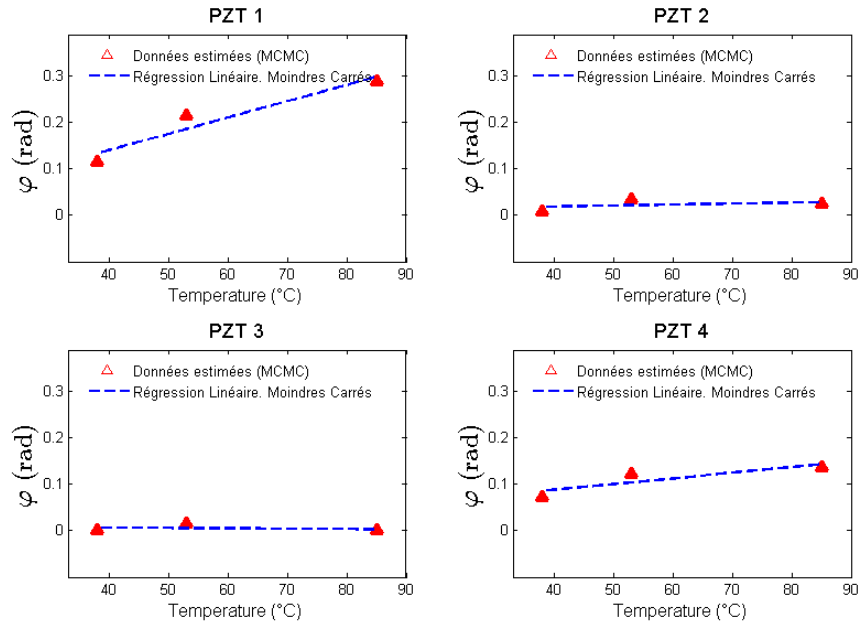 PZT 1
Données estimées (MCMC)
Régression Linéaire. Moindres Carrés
0.3
0.2
0.1
0
φ (rad)
40 50 60 70 80 90
Temperature (°C)
PZT 2
Données estimées (MCMC)
Régression Linéaire. Moindres Carrés
0.3
0.2
0.1
0
φ (rad)
40 50 60 70 80 90
Temperature (°C)
PZT 3
Données estimées (MCMC)
Régression Linéaire. Moindres Carrés
0.3
0.2
0.1
0
φ (rad)
40 50 60 70 80 90
Temperature (°C)
PZT 4
Données estimées (MCMC)
Régression Linéaire. Moindres Carrés
0.3
0.2
0.1
0
φ (rad)
40 50 60 70 80 90
Temperature (°C)